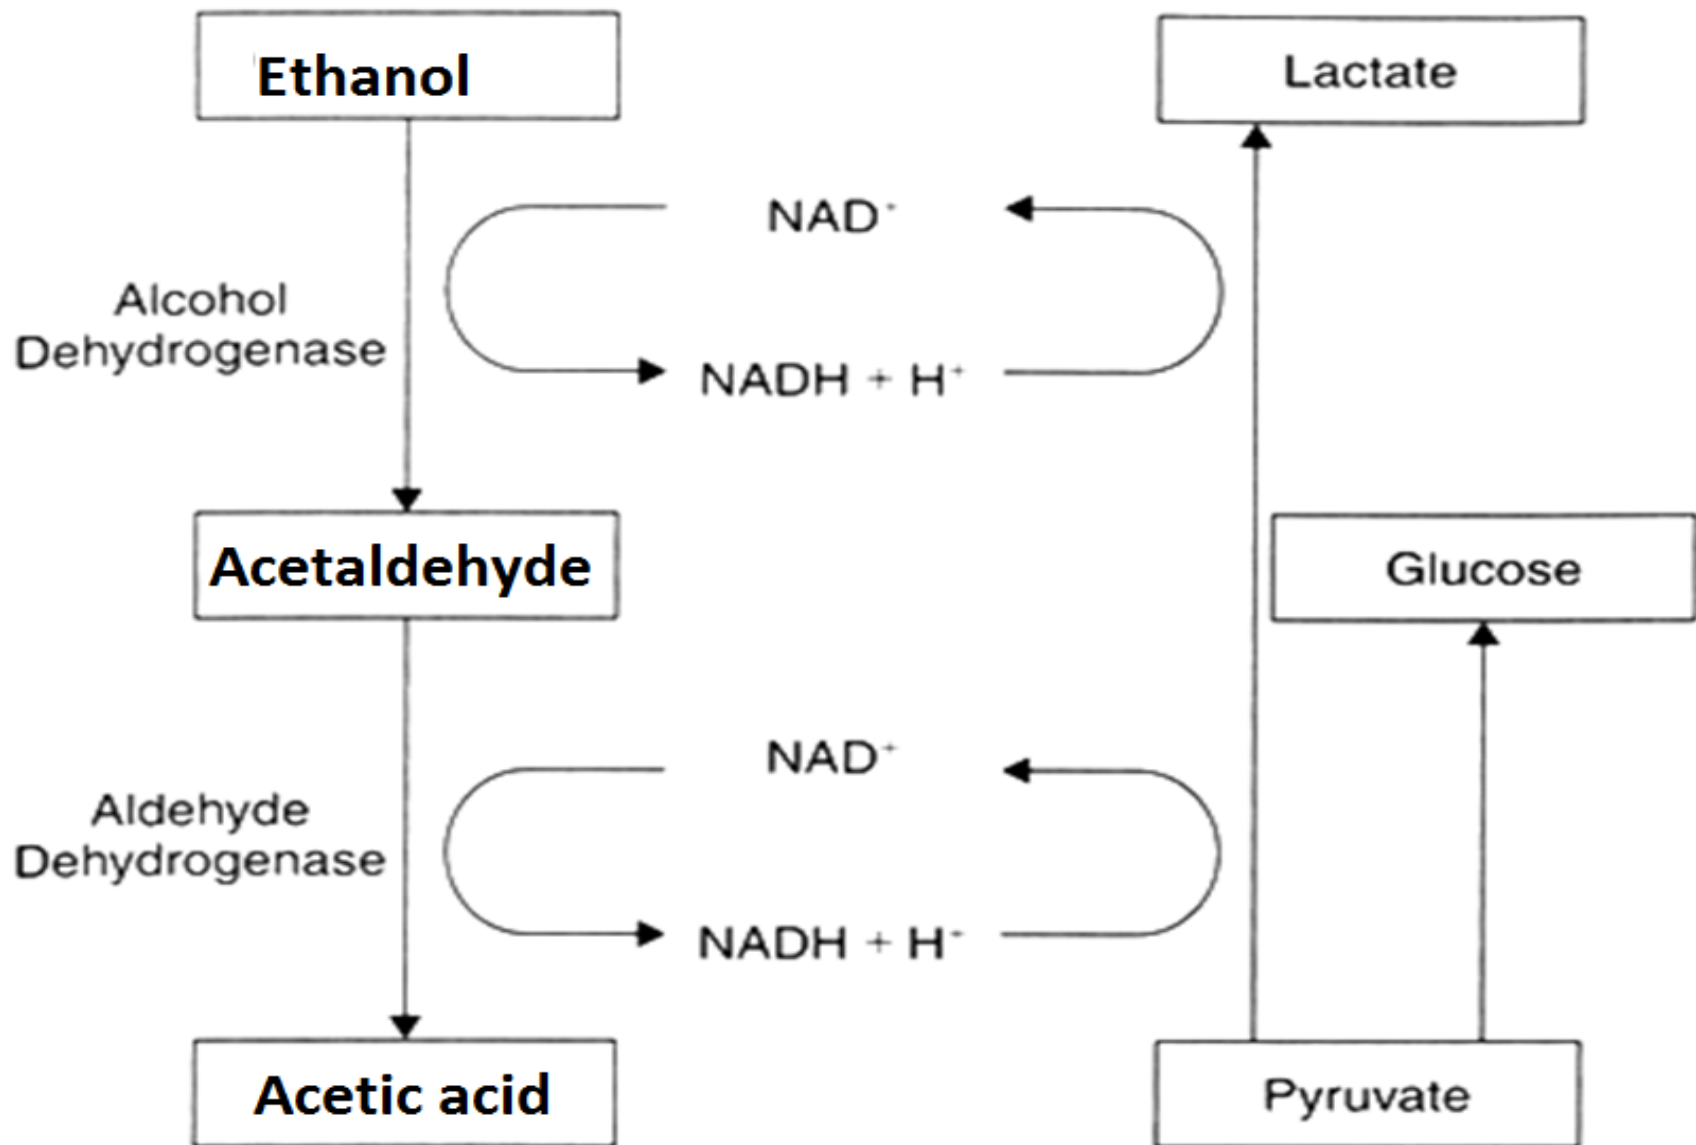 Ethanol
Lactate
NAD⁺
Alcohol
Dehydrogenase
NADH + H⁺
Acetaldehyde
Glucose
NAD⁺
Aldehyde
Dehydrogenase
NADH + H⁺
Acetic acid
Pyruvate